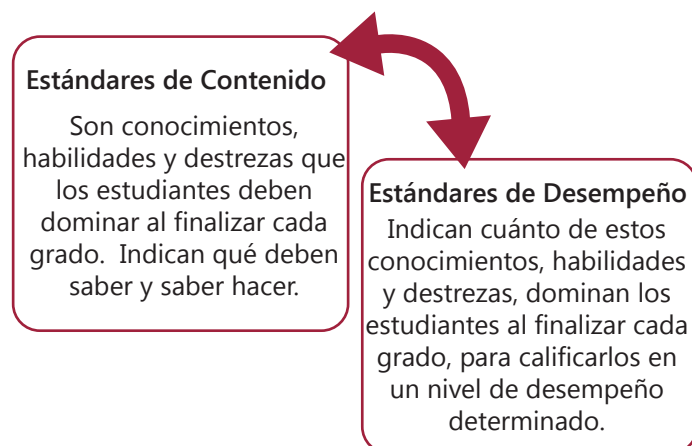 Estándares de Contenido
Son conocimientos,
habilidades y destrezas que
los estudiantes deben
dominar al finalizar cada
grado.  Indican qué deben
saber y saber hacer.
Estándares de Desempeño
Indican cuánto de estos
conocimientos, habilidades
y destrezas, dominan los
estudiantes al finalizar cada
grado, para calificarlos en
un nivel de desempeño
determinado.